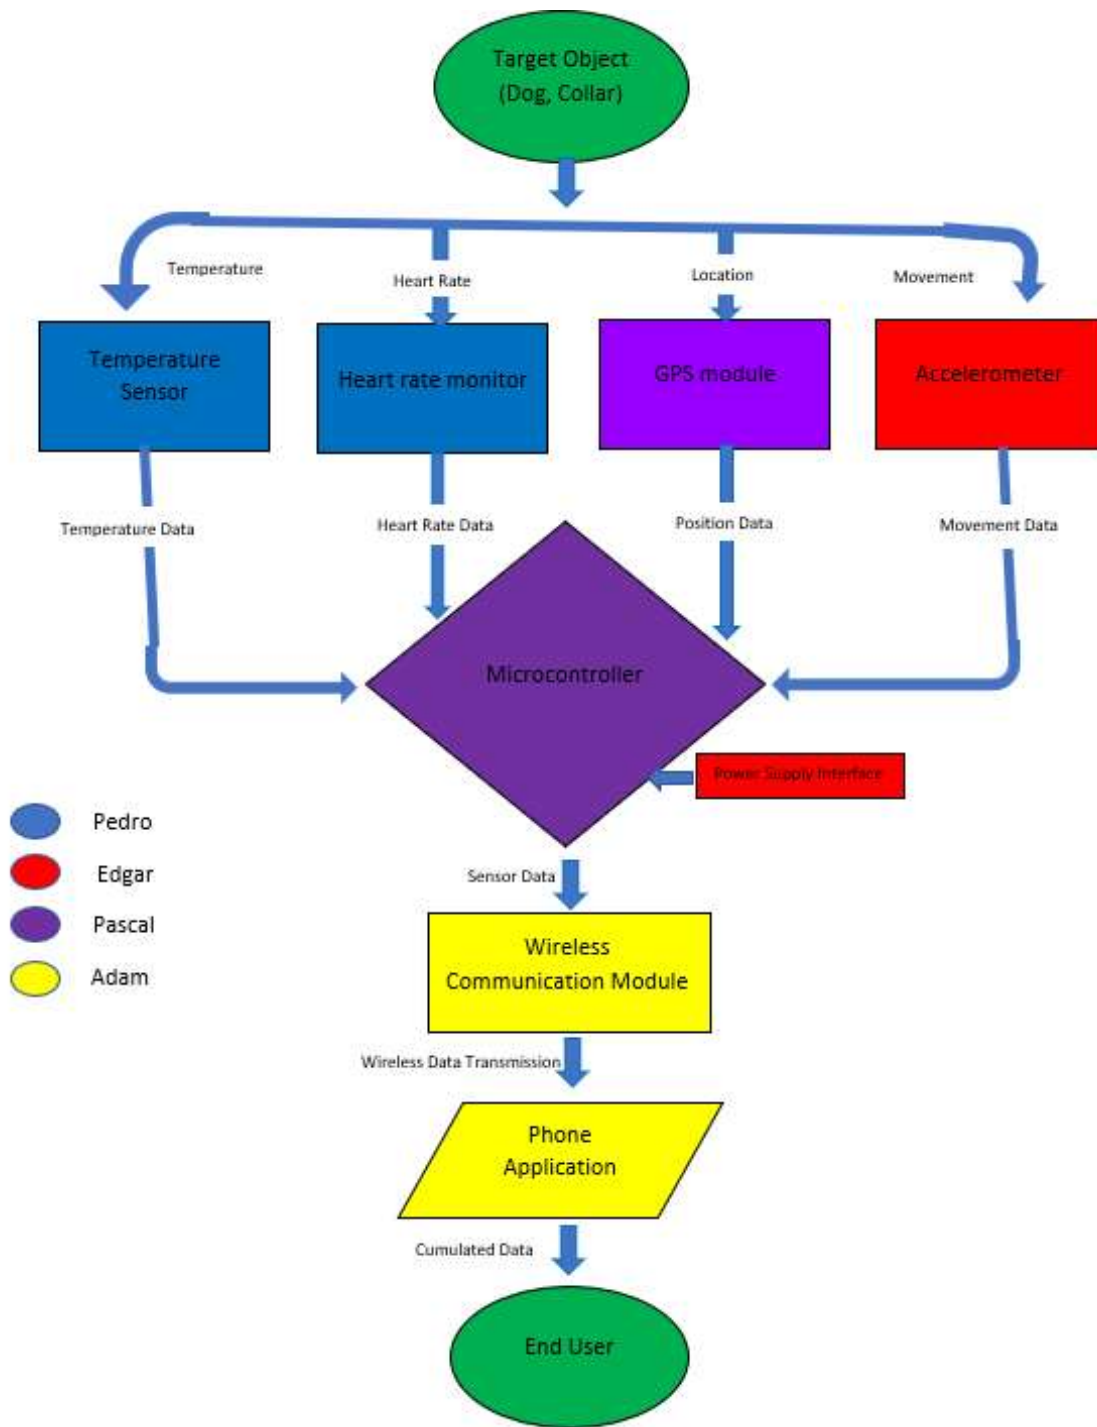 Target Object
(Dog, Collar)
Temperature
Heart Rate
Location
Movement
Temperature
Sensor
Heart rate monitor
GPS module
Accelerometer
Temperature Data
Heart Rate Data
Position Data
Movement Data
Microcontroller
Power Supply Interface
Pedro
Edgar
Pascal
Adam
Sensor Data
Wireless
Communication Module
Wireless Data Transmission
Phone
Application
Cumulated Data
End User